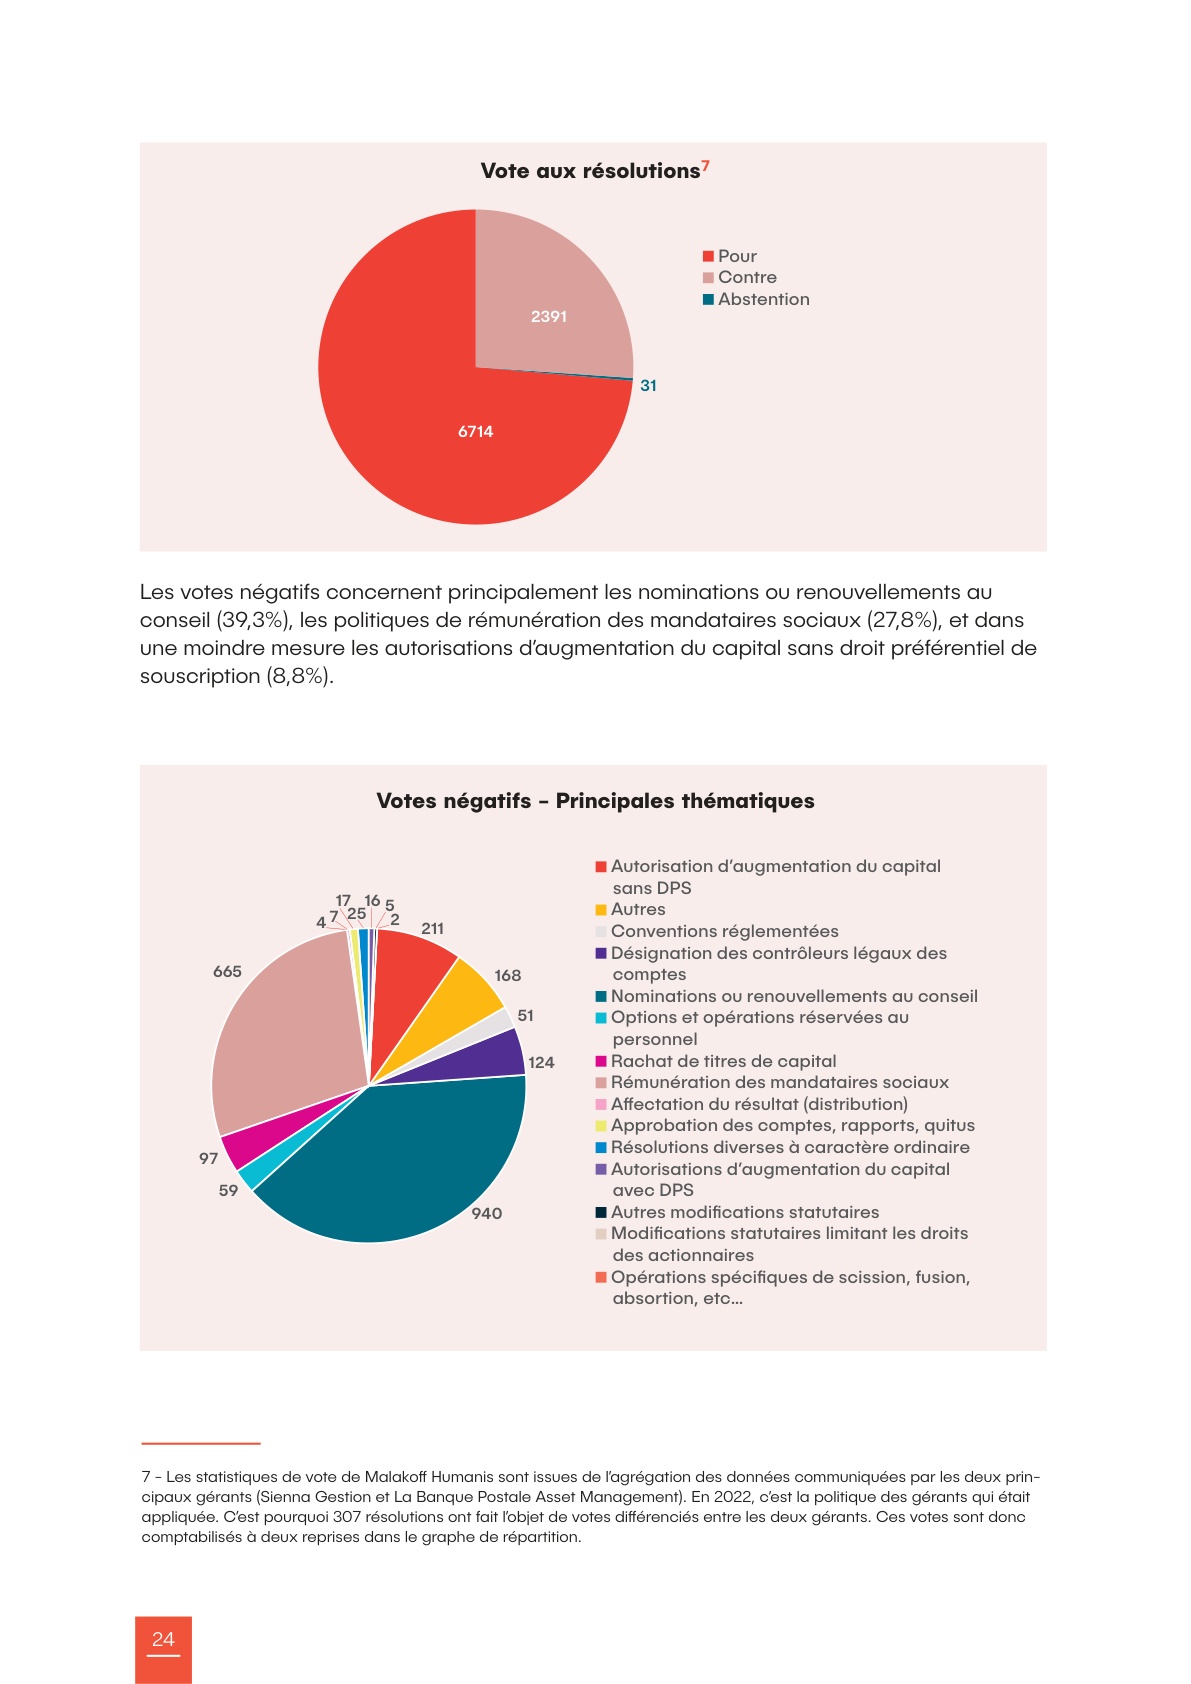 Vote aux résolutions7
Pour
Contre
Abstention
2391
31
6714
Les votes négatifs concernent principalement les nominations ou renouvellements au
conseil (39,3%), les politiques de rémunération des mandataires sociaux (27,8%), et dans
une moindre mesure les autorisations d’augmentation du capital sans droit préférentiel de
souscription (8,8%).
Votes négatifs – Principales thématiques
17 16 5
4 7 25 2 211
665
168
51
124
97
59
940
Autorisation d’augmentation du capital
sans DPS
Autres
Conventions réglementées
Désignation des contrôleurs légaux des
comptes
Nominations ou renouvellements au conseil
Options et opérations réservées au
personnel
Rachat de titres de capital
Rémunération des mandataires sociaux
Affectation du résultat (distribution)
Approbation des comptes, rapports, quitus
Résolutions diverses à caractère ordinaire
Autorisations d’augmentation du capital
avec DPS
Autres modifications statutaires
Modifications statutaires limitant les droits
des actionnaires
Opérations spécifiques de scission, fusion,
absortion, etc...
7 - Les statistiques de vote de Malakoff Humanis sont issues de l’agrégation des données communiquées par les deux prin-
cipaux gérants (Sienna Gestion et La Banque Postale Asset Management). En 2022, c’est la politique des gérants qui était
appliquée. C’est pourquoi 307 résolutions ont fait l’objet de votes différenciés entre les deux gérants. Ces votes sont donc
comptabilisés à deux reprises dans le graphe de répartition.
24